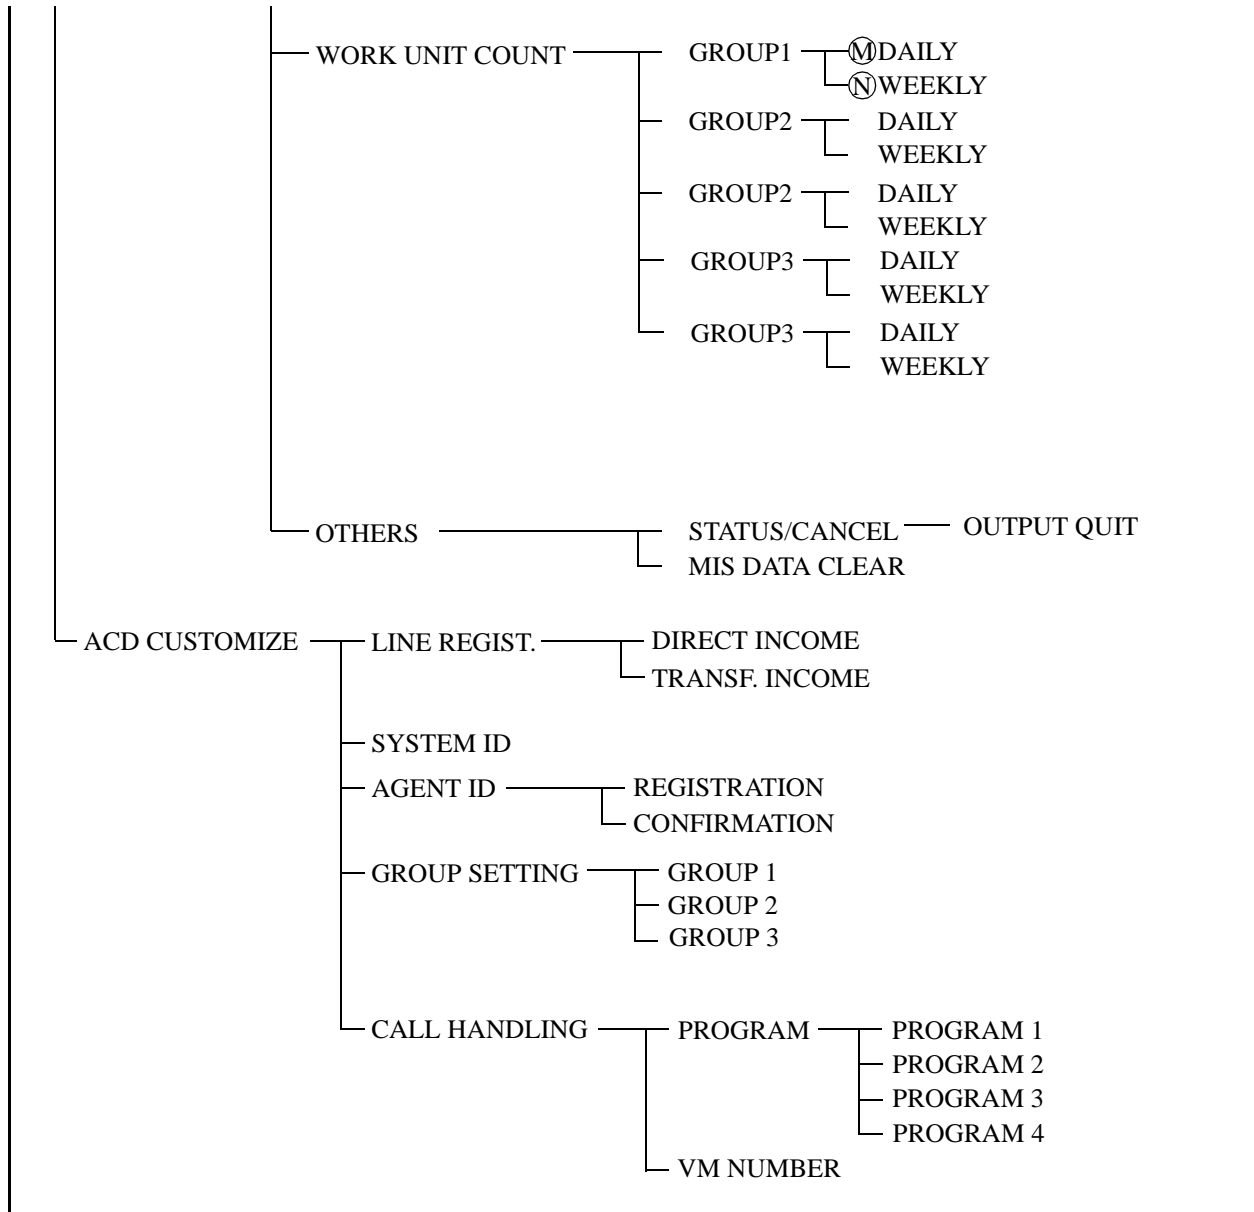 WORK UNIT COUNT GROUP1 Ⓜ DAILY
Ⓝ WEEKLY
GROUP2 DAILY
WEEKLY
GROUP2 DAILY
WEEKLY
GROUP3 DAILY
WEEKLY
GROUP3 DAILY
WEEKLY
OTHERS STATUS/CANCEL OUTPUT QUIT
MIS DATA CLEAR
ACD CUSTOMIZE LINE REGIST. DIRECT INCOME
TRANSF. INCOME
SYSTEM ID
AGENT ID REGISTRATION
CONFIRMATION
GROUP SETTING GROUP 1
GROUP 2
GROUP 3
CALL HANDLING PROGRAM PROGRAM 1
PROGRAM 2
PROGRAM 3
PROGRAM 4
VM NUMBER